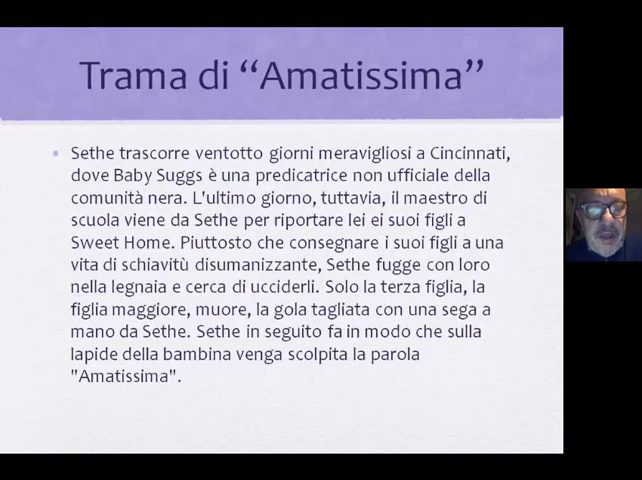 Trama di “Amatissima”
• Sethe trascorre ventotto giorni meravigliosi a Cincinnati,
dove Baby Suggs è una predicatrice non ufficiale della
comunità nera. L'ultimo giorno, tuttavia, il maestro di
scuola viene da Sethe per riportare lei ei suoi figli a
Sweet Home. Piuttosto che consegnare i suoi figli a una
vita di schiavitù disumanizzante, Sethe fugge con loro
nella legnaia e cerca di ucciderli. Solo la terza figlia, la
figlia maggiore, muore, la gola tagliata con una sega a
mano da Sethe. Sethe in seguito fa in modo che sulla
lapide della bambina venga scolpita la parola
"Amatissima".